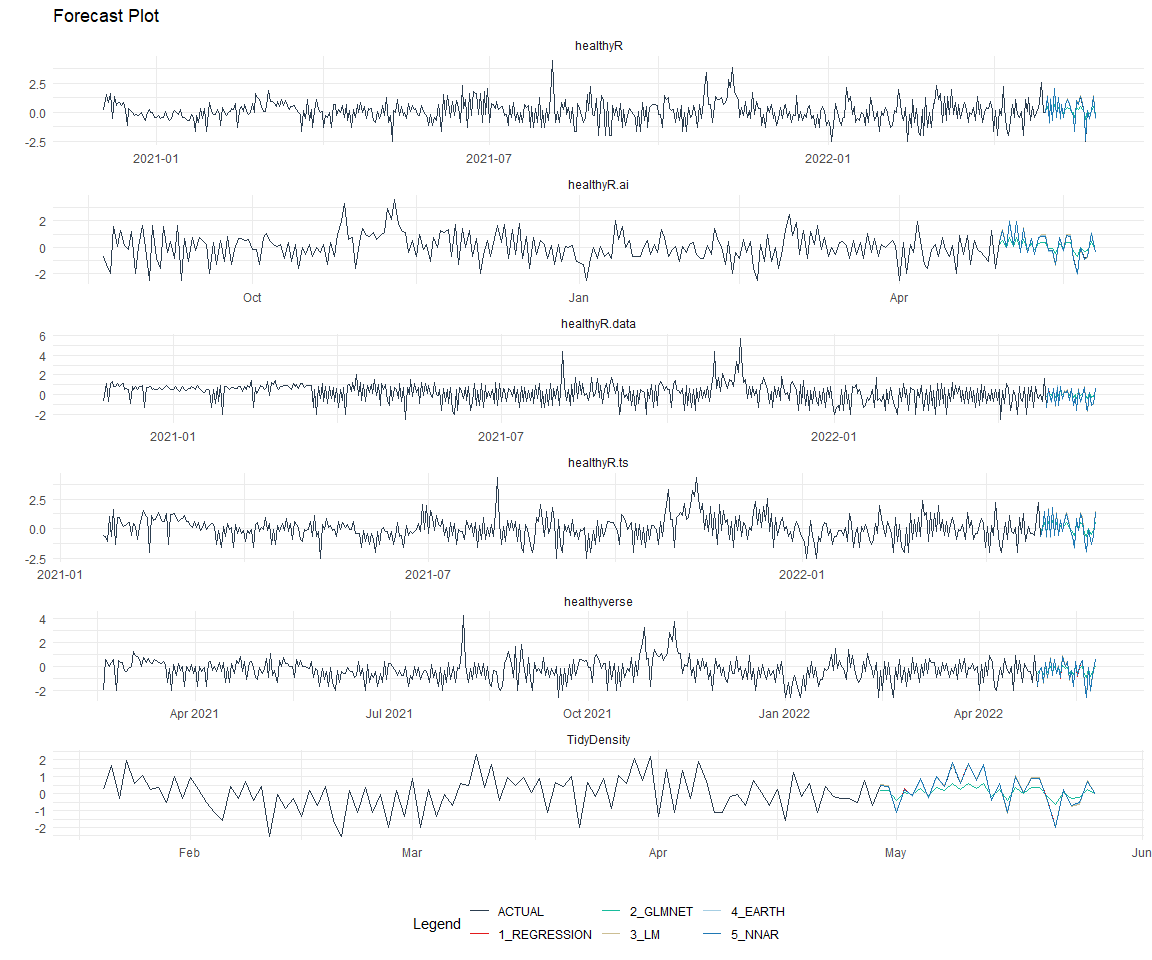 Forecast Plot
healthyR
2.5
0.0
-2.5
2021-01 2021-07 2022-01
healthyR.ai
2
0
-2
Oct Jan Apr
healthyR.data
6
4
2
0
-2
2021-01 2021-07 2022-01
healthyR.ts
2.5
0.0
-2.5
2021-01 2021-07 2022-01
healthyverse
4
2
0
-2
Apr 2021 Jul 2021 Oct 2021 Jan 2022 Apr 2022
TidyDensity
2
1
0
-1
-2
Feb Mar Apr May Jun
Legend
ACTUAL 2_GLMNET 4_EARTH
1_REGRESSION 3_LM 5_NNAR